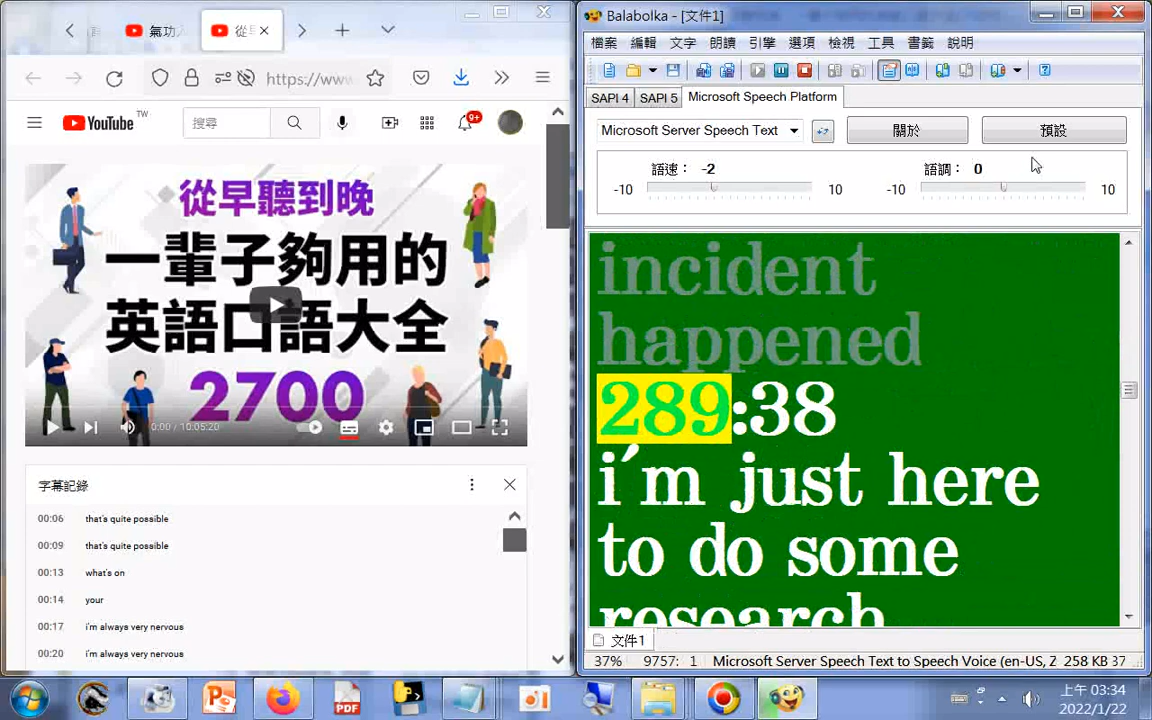 氣功
從
https://www
YouTube
TW
搜尋
9+
從早聽到晚
一輩子夠用的
英語口語大全
2700
0:00 / 10:05:20
字幕記錄
00:06 that's quite possible
00:09 that's quite possible
00:13 what's on
00:14 your
00:17 i'm always very nervous
00:20 i'm always very nervous
Balabolka - [文件1]
檔案 編輯 文字 朗讀 引擎 選項 檢視 工具 書籤 說明
SAPI 4 SAPI 5 Microsoft Speech Platform
Microsoft Server Speech Text 關於 預設
語速： -2 語調： 0
-10 10 -10 10
incident
happened
289:38
i´m just here
to do some
research
文件1
37% 9757: 1 Microsoft Server Speech Text to Speech Voice (en-US, Z 258 KB 37
PDF
上午 03:34
2022/1/22